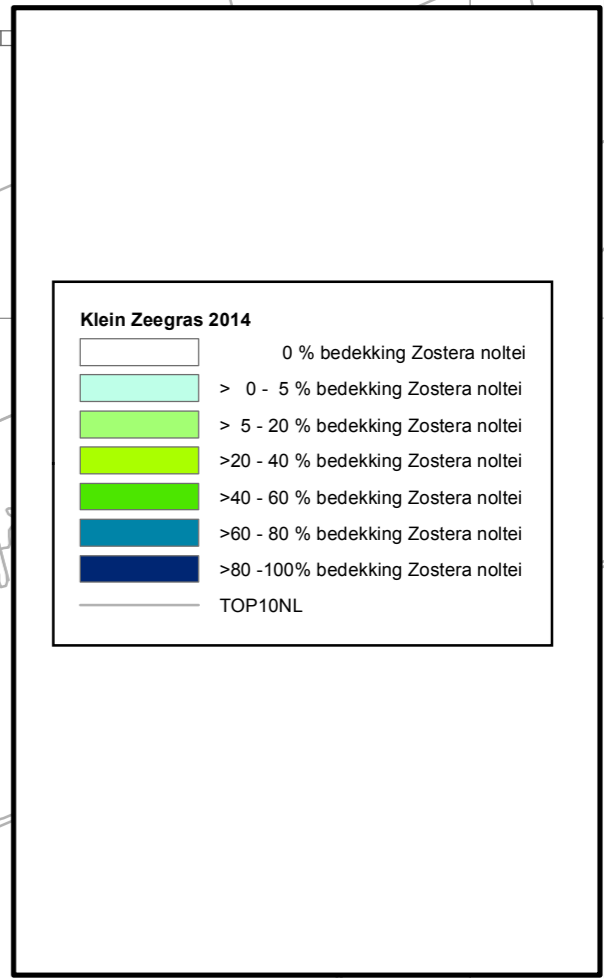 Klein Zeegras 2014
0 % bedekking Zostera noltei
> 0 - 5 % bedekking Zostera noltei
> 5 - 20 % bedekking Zostera noltei
>20 - 40 % bedekking Zostera noltei
>40 - 60 % bedekking Zostera noltei
>60 - 80 % bedekking Zostera noltei
>80 -100% bedekking Zostera noltei
TOP10NL